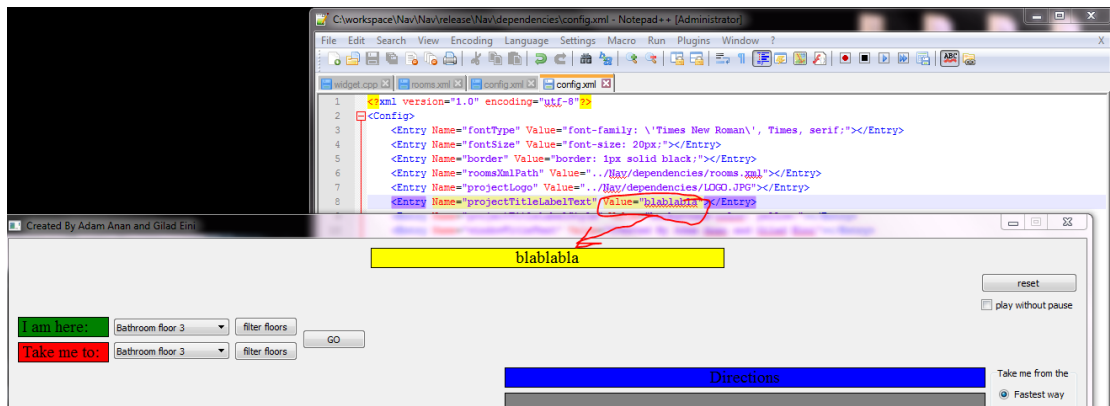 C:\workspace\Nav\Nav\release\Nav\dependencies\config.xml - Notepad++ [Administrator]
File Edit Search View Encoding Language Settings Macro Run Plugins Window ? X
widget.cpp rooms.xml config.xml config.xml
1 <?xml version="1.0" encoding="utf-8"?>
2 <Config>
3 <Entry Name="fontType" Value="font-family: \'Times New Roman\', Times, serif;"></Entry>
4 <Entry Name="fontSize" Value="font-size: 20px;"></Entry>
5 <Entry Name="border" Value="border: 1px solid black;"></Entry>
6 <Entry Name="roomsXmlPath" Value="../Nav/dependencies/rooms.xml"></Entry>
7 <Entry Name="projectLogo" Value="../Nav/dependencies/LOGO.JPG"></Entry>
8 <Entry Name="projectTitleLabelText" Value="blablabla"></Entry>
Created By Adam Anan and Gilad Eini
blablabla
reset
play without pause
I am here: Bathroom floor 3 filter floors
GO
Take me to: Bathroom floor 3 filter floors
Directions
Take me from the
Fastest way